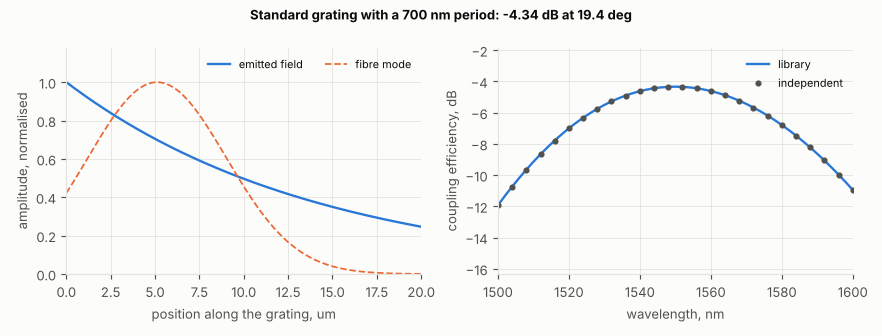 Standard grating with a 700 nm period: -4.34 dB at 19.4 deg
emitted field
fibre mode
amplitude, normalised
1.0
0.8
0.6
0.4
0.2
0.0
0.0 2.5 5.0 7.5 10.0 12.5 15.0 17.5 20.0
position along the grating, um
library
independent
coupling efficiency, dB
−2
−4
−6
−8
−10
−12
−14
−16
1500 1520 1540 1560 1580 1600
wavelength, nm